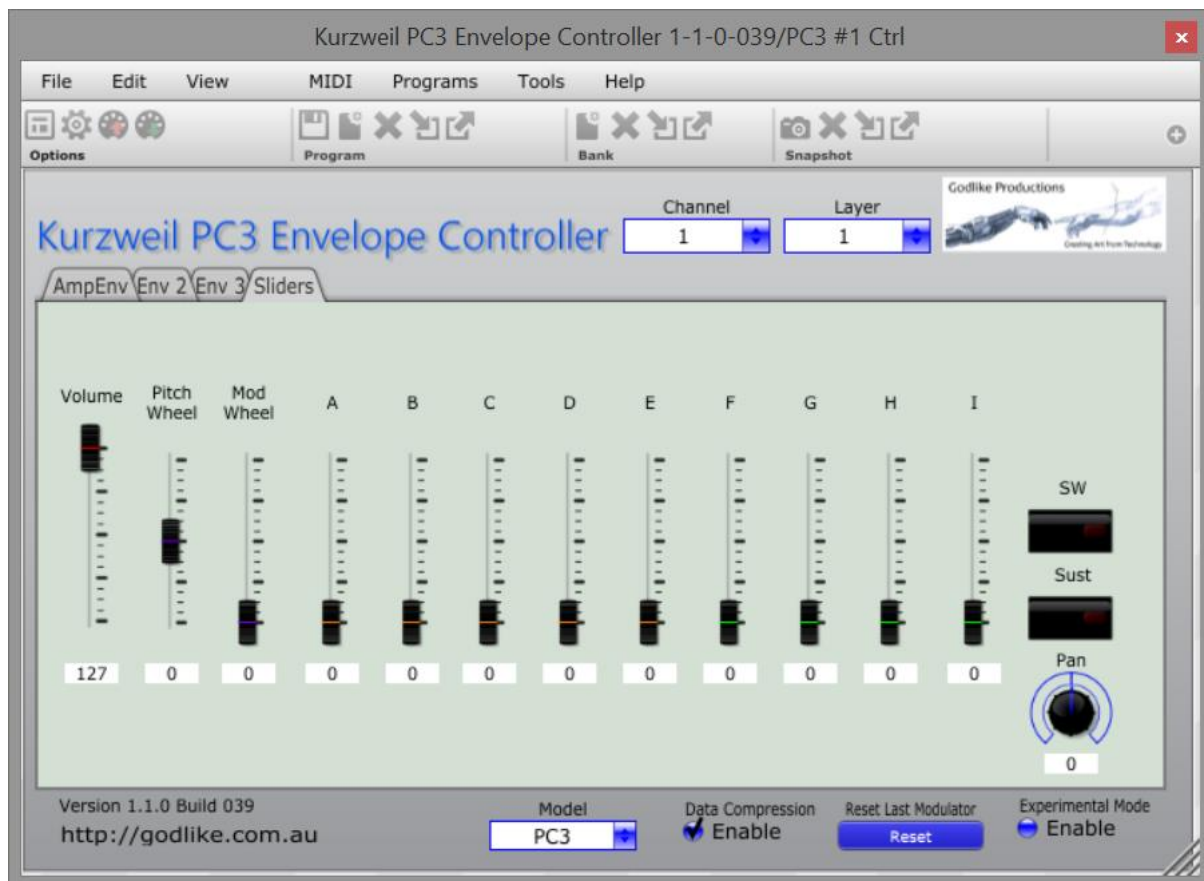 Kurzweil PC3 Envelope Controller 1-1-0-039/PC3 #1 Ctrl
File Edit View MIDI Programs Tools Help
Options Program Bank Snapshot
Kurzweil PC3 Envelope Controller
Channel
1
Layer
1
Godlike Productions
Creating Art from Technology
AmpEnv Env 2 Env 3 Sliders
Volume Pitch Wheel Mod Wheel A B C D E F G H I
SW
Sust
127 0 0 0 0 0 0 0 0 0 0 0
Pan
0
Version 1.1.0 Build 039
http://godlike.com.au
Model
PC3
Data Compression
Enable
Reset Last Modulator
Reset
Experimental Mode
Enable